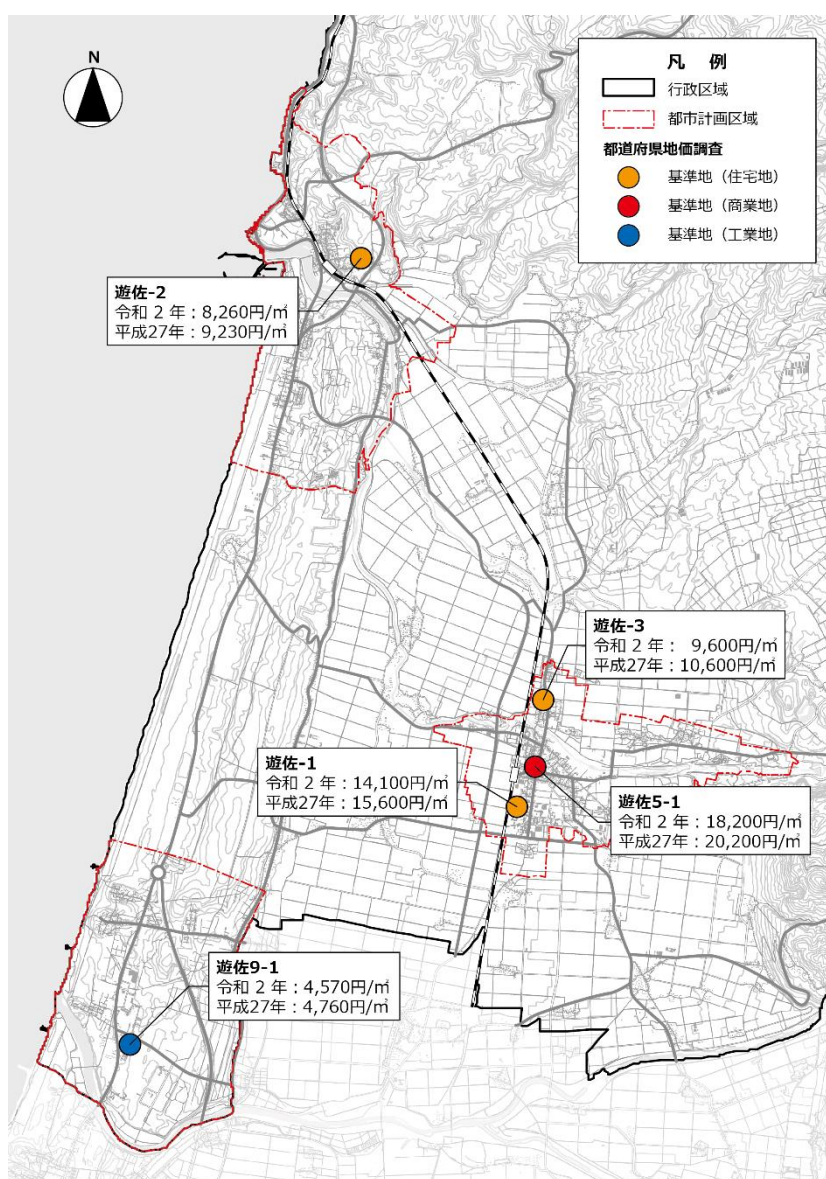 N
凡 例
行政区域
都市計画区域
都道府県地価調査
基準地（住宅地）
基準地（商業地）
基準地（工業地）
遊佐-2
令和 2 年：8,260円/㎡
平成27年：9,230円/㎡
遊佐-3
令和 2 年： 9,600円/㎡
平成27年：10,600円/㎡
遊佐-1
令和 2 年：14,100円/㎡
平成27年：15,600円/㎡
遊佐5-1
令和 2 年：18,200円/㎡
平成27年：20,200円/㎡
遊佐9-1
令和 2 年：4,570円/㎡
平成27年：4,760円/㎡